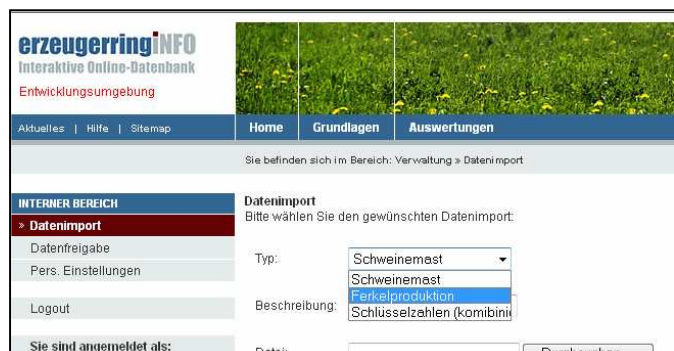 erzeugerringiNFO
Interaktive Online-Datenbank
Entwicklungsumgebung
Aktuelles | Hilfe | Sitemap
Home Grundlagen Auswertungen
Sie befinden sich im Bereich: Verwaltung » Datenimport
INTERNER BEREICH
» Datenimport
Datenfreigabe
Pers. Einstellungen
Logout
Sie sind angemeldet als:
Datenimport
Bitte wählen Sie den gewünschten Datenimport:
Typ: Schweinemast
Schweinemast
Ferkelproduktion
Schlüsselzahlen (komibini
Beschreibung:
Datei: Durchsuchen